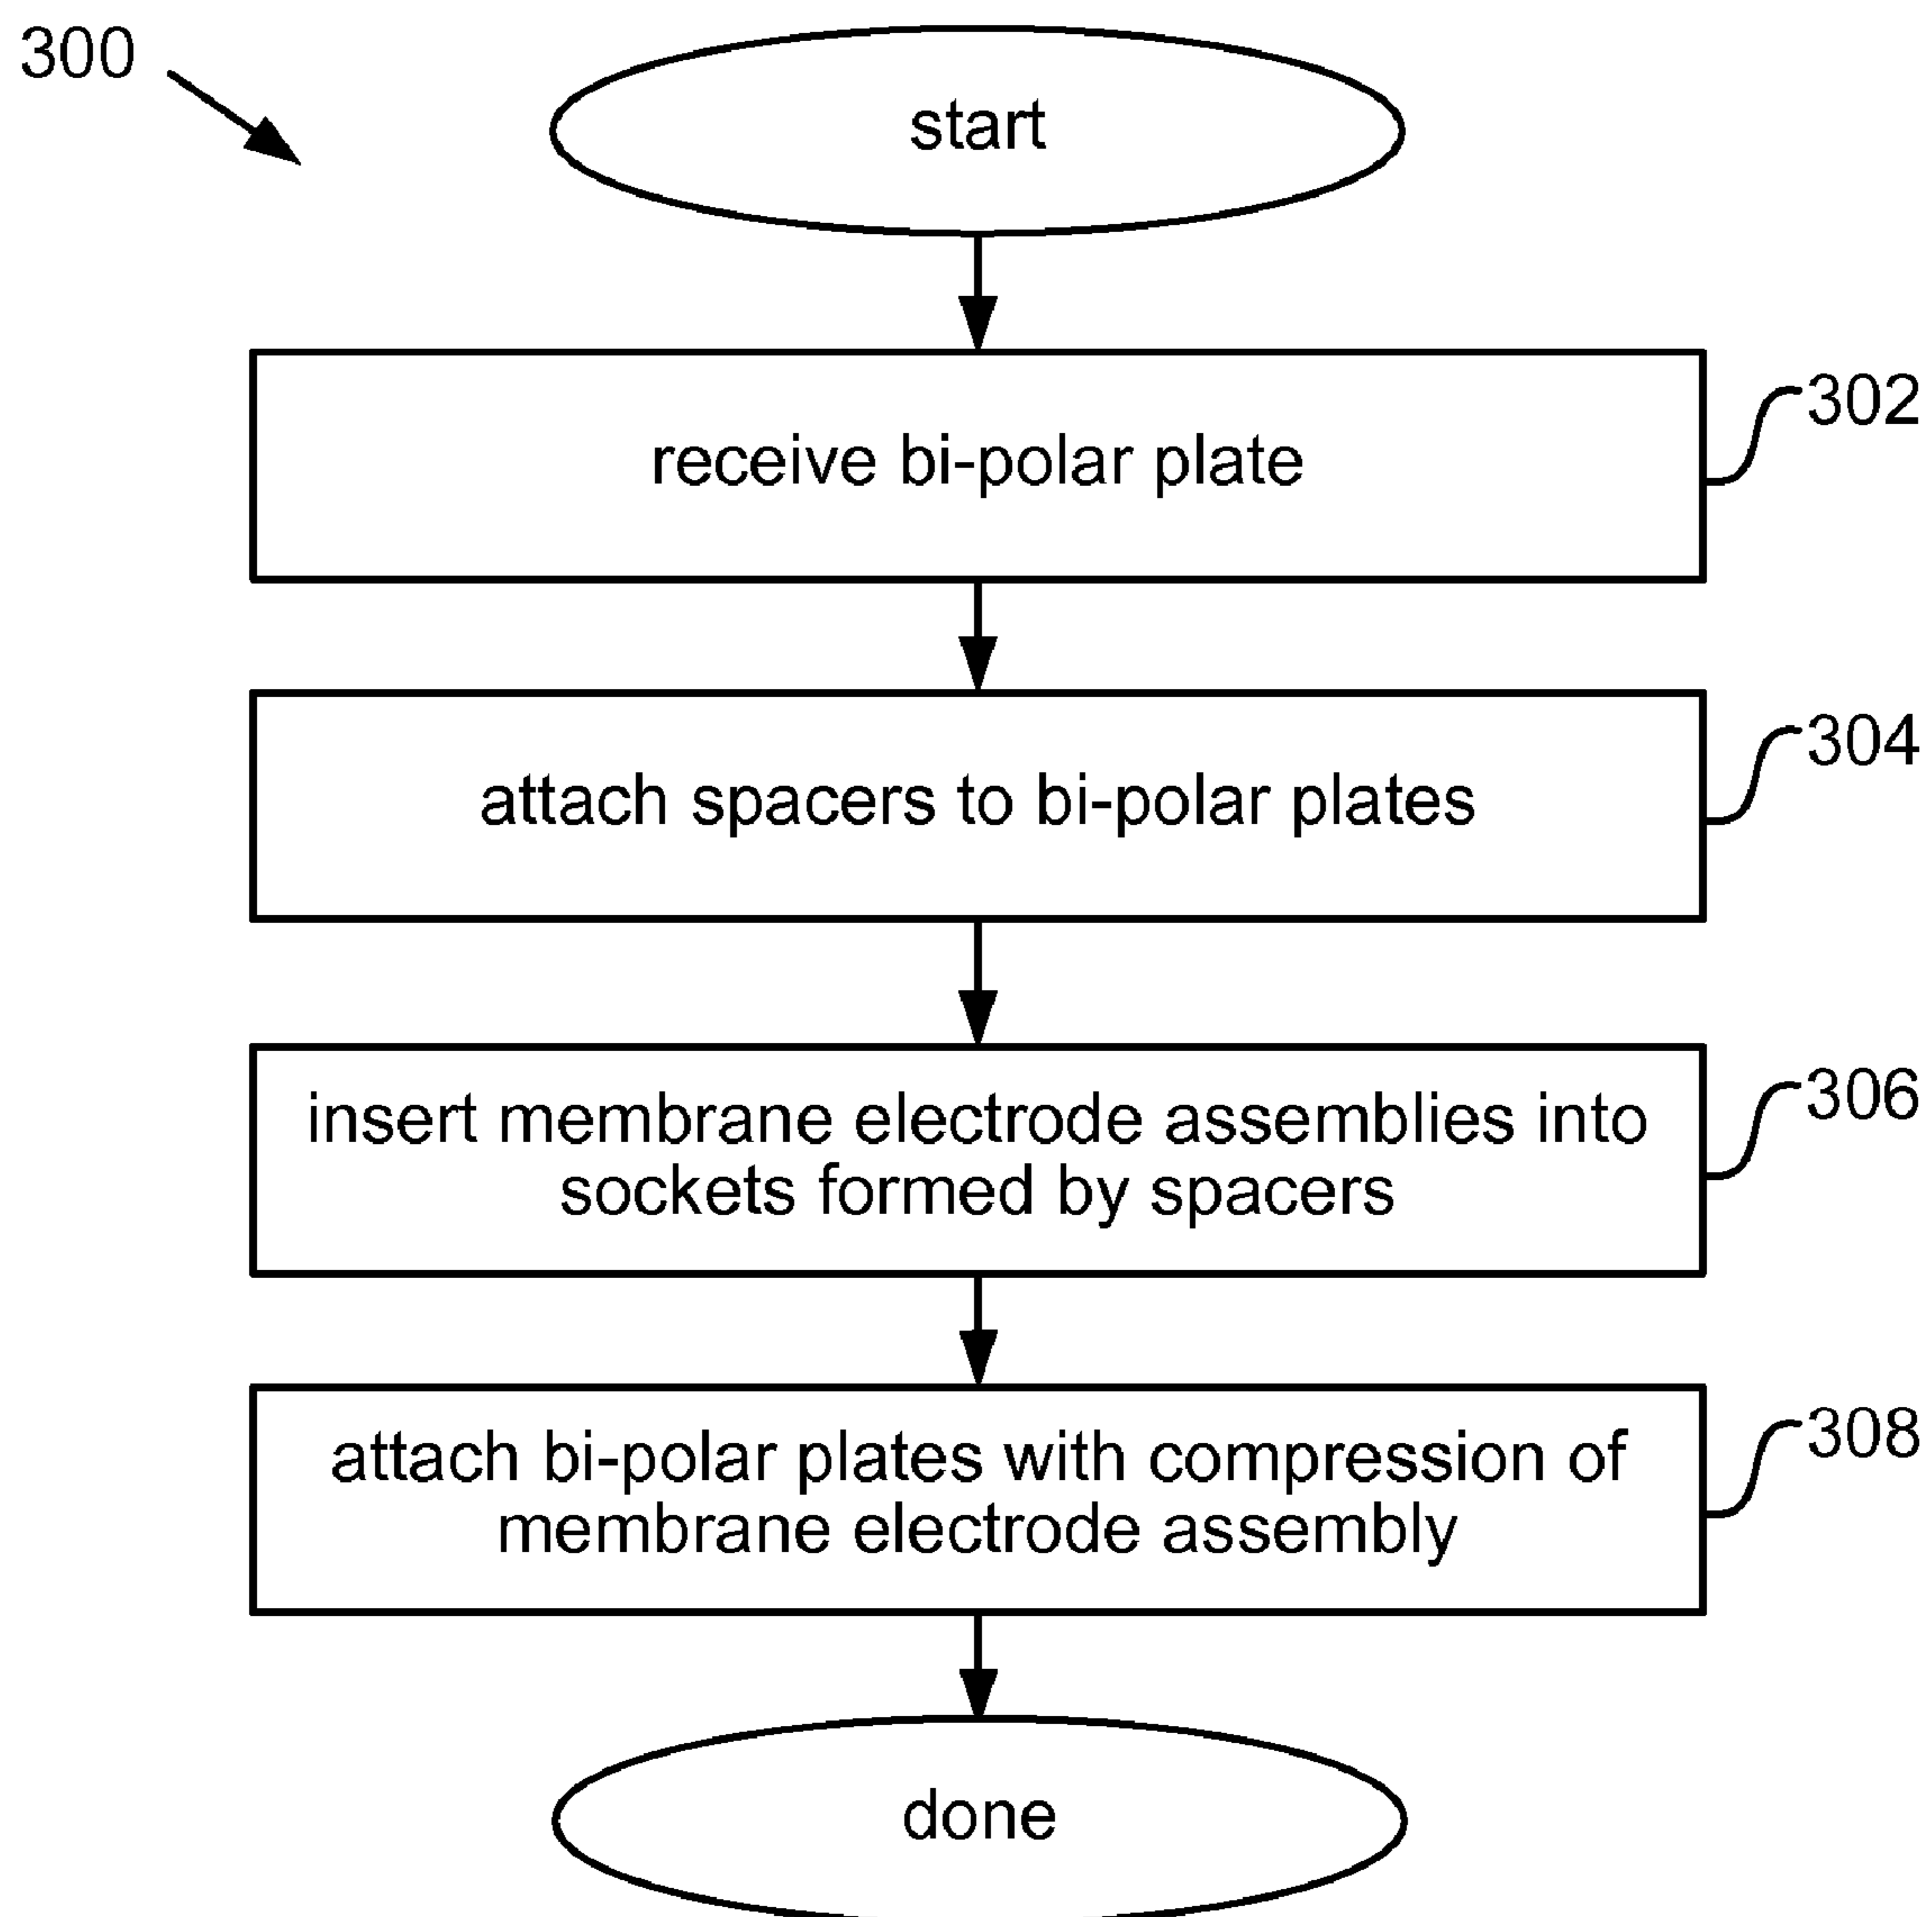 300
start
receive bi-polar plate
302
attach spacers to bi-polar plates
304
insert membrane electrode assemblies into
sockets formed by spacers
306
attach bi-polar plates with compression of
membrane electrode assembly
308
done